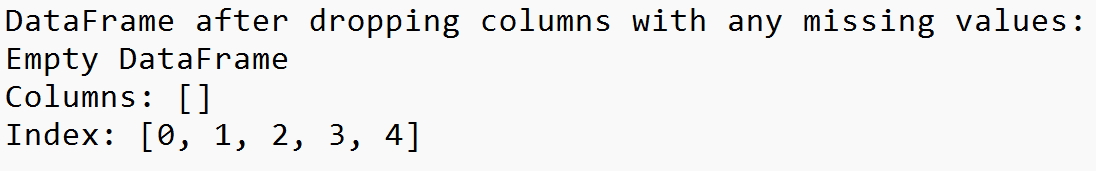 DataFrame after dropping columns with any missing values:
Empty DataFrame
Columns: []
Index: [0, 1, 2, 3, 4]